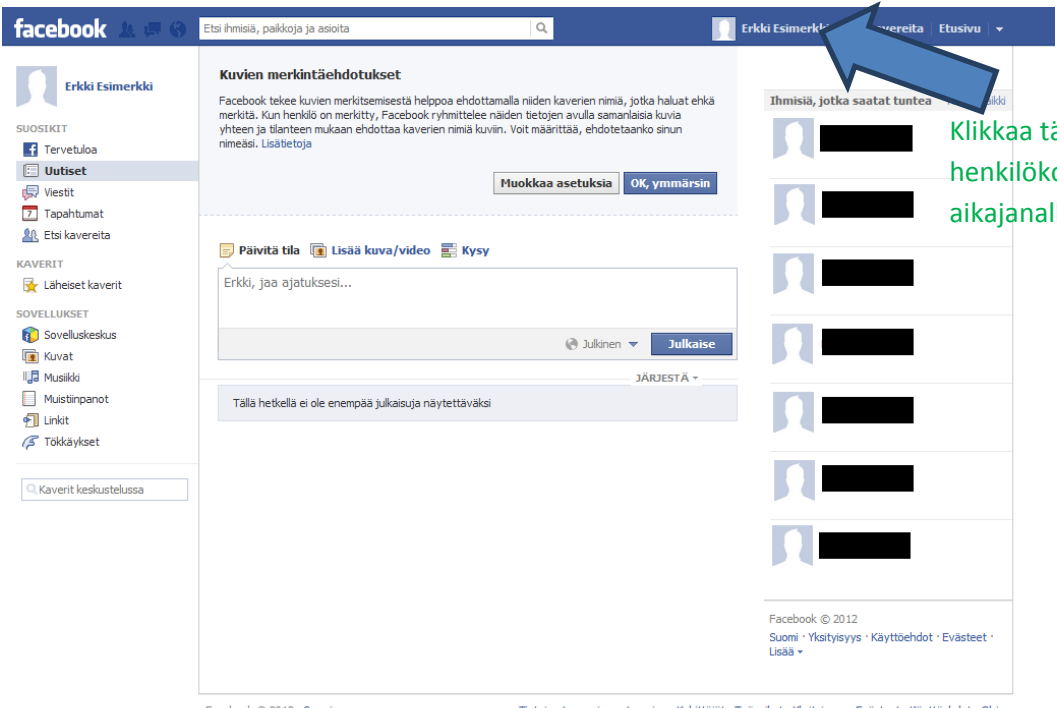 facebook
Etsi ihmisiä, paikkoja ja asioita
Erkki Esimerkki
Etusivu
Erkki Esimerkki
SUOSIKIT
Tervetuloa
Uutiset
Viestit
7 Tapahtumat
Etsi kavereita
KAVERIT
Läheiset kaverit
SOVELLUKSET
Sovelluskeskus
Kuvat
Musiikki
Muistiinpanot
Linkit
Tökkäykset
Kaverit keskustelussa
Kuvien merkintäehdotukset
Facebook tekee kuvien merkitsemisestä helppoa ehdottamalla niiden kaverien nimiä, jotka haluat ehkä
merkitä. Kun henkilö on merkitty, Facebook ryhmittelee näiden tietojen avulla samanlaisia kuvia
yhteen ja tilanteen mukaan ehdottaa kaverien nimiä kuviin. Voit määrittää, ehdotetaanko sinun
nimeäsi. Lisätietoja
Muokkaa asetuksia OK, ymmärsin
Päivitä tila Lisää kuva/video Kysy
Erkki, jaa ajatuksesi...
Julkinen Julkaise
JÄRJESTÄ
Tällä hetkellä ei ole enempää julkaisuja näytettäväksi
Ihmisiä, jotka saatat tuntea
Klikkaa tä
henkilöko
aikajanal
Facebook © 2012
Suomi · Yksityisyys · Käyttöehdot · Evästeet ·
Lisää